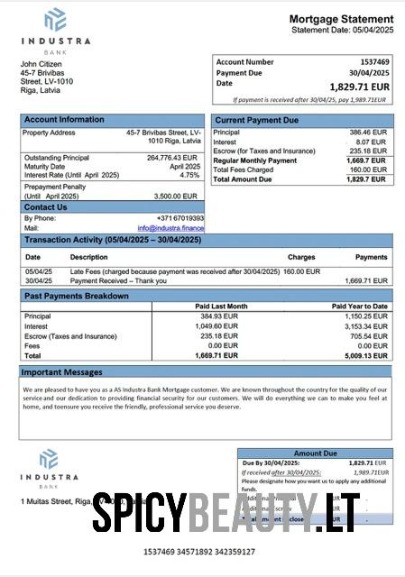 INDUSTRA
BANK
Mortgage Statement
Statement Date: 05/04/2025
John Citizen
45-7 Brivibas
Street, LV-1010
Riga, Latvia
Account Number 1537469
Payment Due 30/04/2025
Date
1,829.71 EUR
If payment is received after 30/04/25, pay 1,989.71EUR
Account Information
Property Address 45-7 Brivibas Street, LV-
1010 Riga, Latvia
Outstanding Principal 264,776.43 EUR
Maturity Date April 2025
Interest Rate (Until April 2025) 4.75%
Prepayment Penalty
(Until April 2025) 3,500.00 EUR
Contact Us
By Phone: +371 67019393
Mail: info@industra.finance
Current Payment Due
Principal 386.46 EUR
Interest 8.07 EUR
Escrow (for Taxes and Insurance) 235.18 EUR
Regular Monthly Payment 1,669.7 EUR
Total Fees Charged 160.00 EUR
Total Amount Due 1,829.7 EUR
Transaction Activity (05/04/2025 – 30/04/2025)
Date Description Charges Payments
05/04/25 Late Fees (charged because payment was received after 30/04/2025) 160.00 EUR
30/04/25 Payment Received – Thank you 1,669.71 EUR
Past Payments Breakdown
Paid Last Month Paid Year to Date
Principal 384.93 EUR 1,150.25 EUR
Interest 1,049.60 EUR 3,153.34 EUR
Escrow (Taxes and Insurance) 235.18 EUR 705.54 EUR
Fees 0.00 EUR 0.00 EUR
Total 1,669.71 EUR 5,009.13 EUR
Important Messages
We are pleased to have you as a AS Industra Bank Mortgage customer. We are known throughout the country for the quality of our
service and our dedication to providing financial security for our customers. We will do everything we can to make you feel at
home, and toensure you receive the friendly, professional service you deserve.
INDUSTRA
BANK
1 Muitas Street, Riga,
Amount Due
Due By 30/04/2025: 1,829.71 EUR
If received after 30/04/2025: 1,989.71EUR
Please designate how you want us to apply any additional
funds.
SPICYBEAUTY.LT
1537469 34571892 342359127